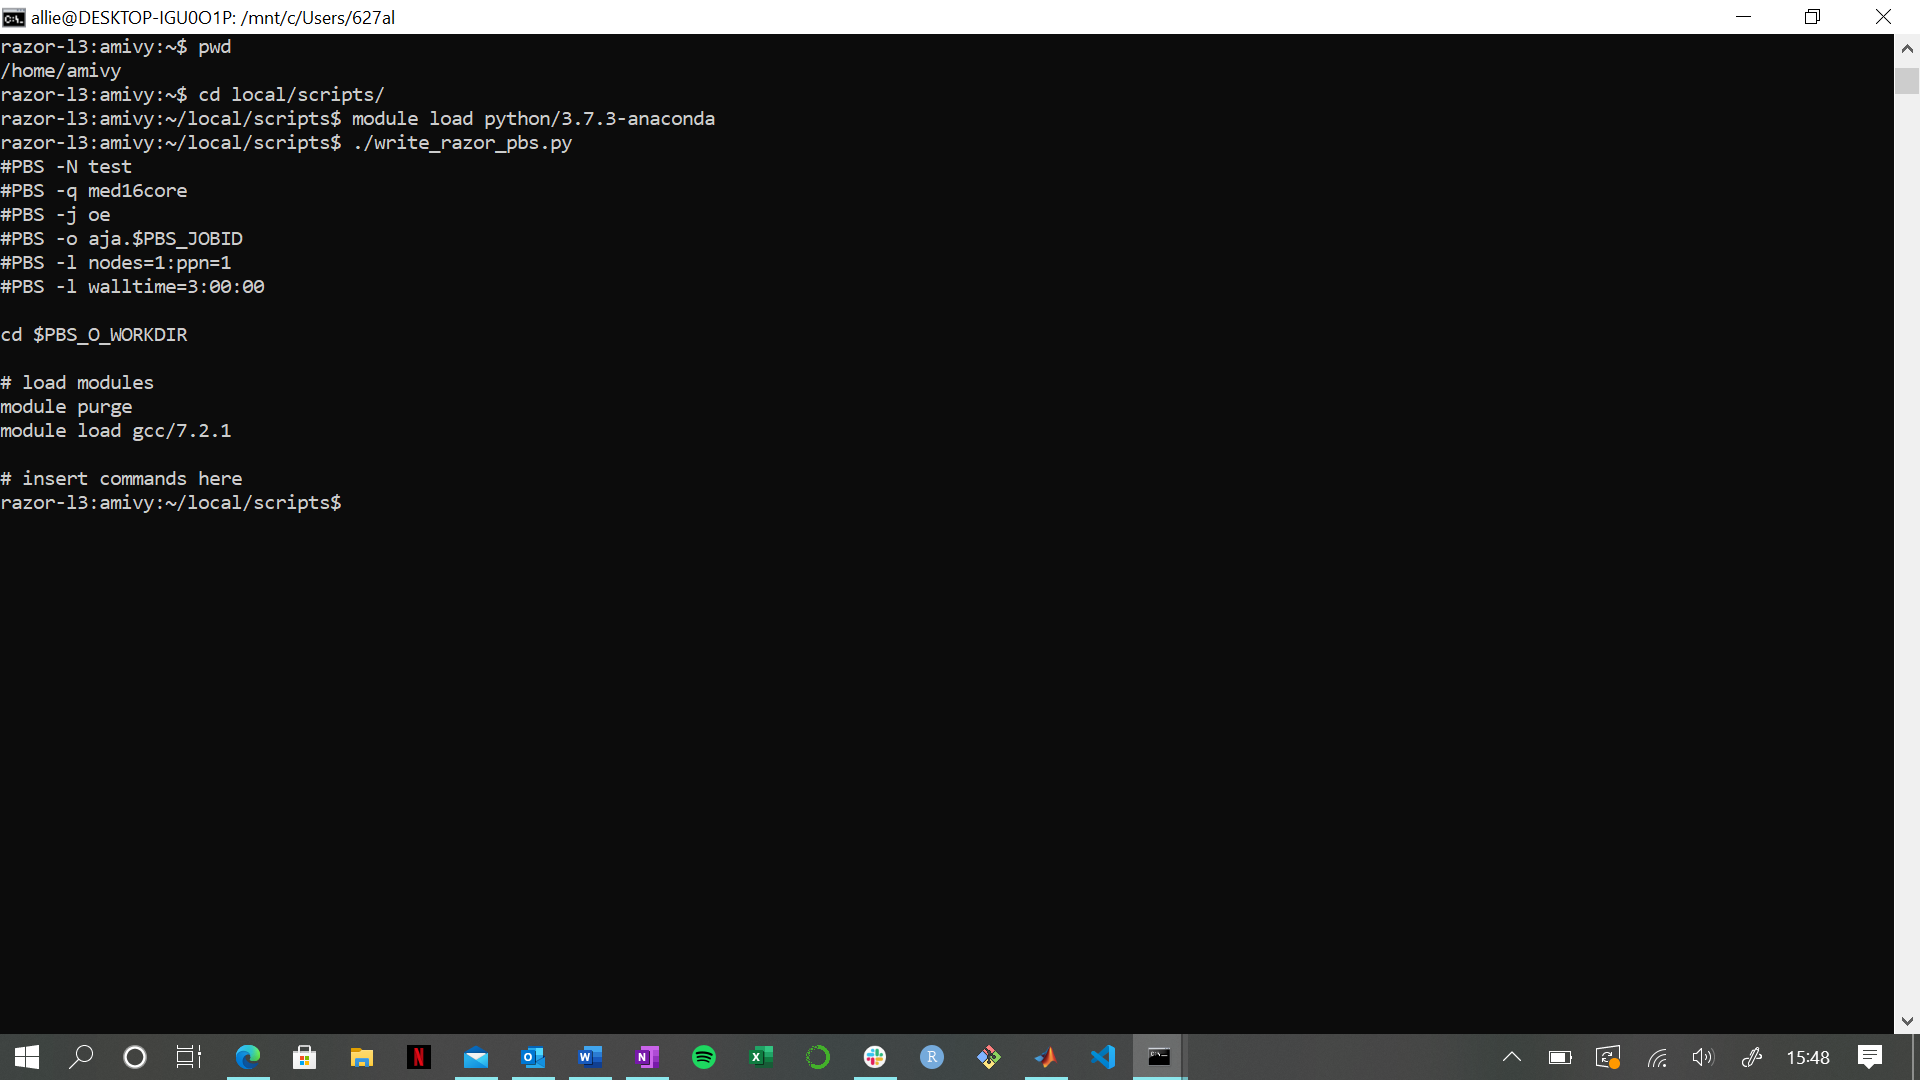 allie@DESKTOP-IGU0O1P: /mnt/c/Users/627al
razor-l3:amivy:~$ pwd
/home/amivy
razor-l3:amivy:~$ cd local/scripts/
razor-l3:amivy:~/local/scripts$ module load python/3.7.3-anaconda
razor-l3:amivy:~/local/scripts$ ./write_razor_pbs.py
#PBS -N test
#PBS -q med16core
#PBS -j oe
#PBS -o aja.$PBS_JOBID
#PBS -l nodes=1:ppn=1
#PBS -l walltime=3:00:00
cd $PBS_O_WORKDIR
# load modules
module purge
module load gcc/7.2.1
# insert commands here
razor-l3:amivy:~/local/scripts$
15:48